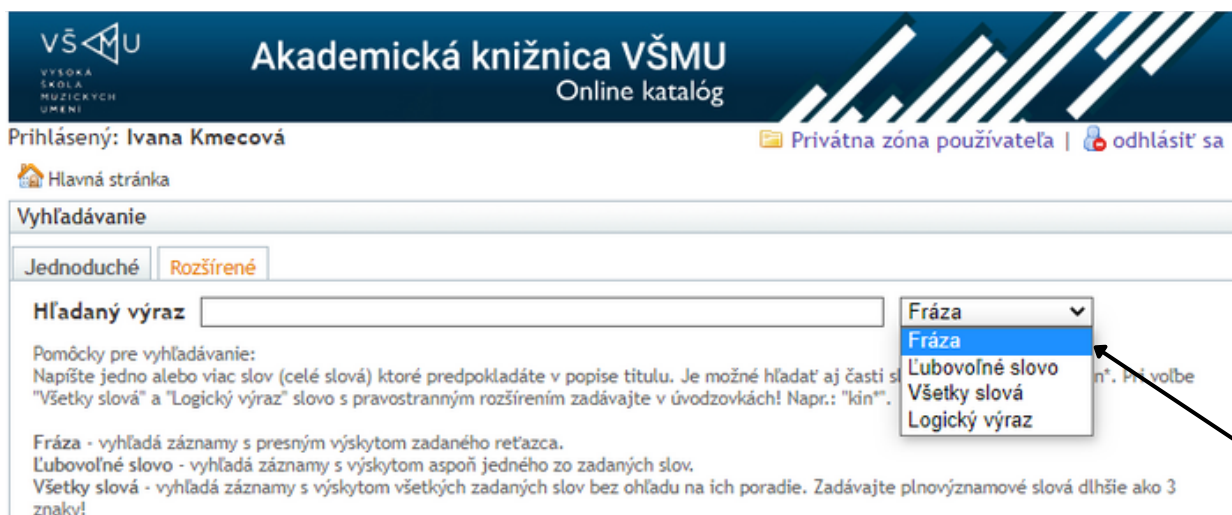 VŠMU
VYSOKÁ
ŠKOLA
MÚZICKÝCH
UMENÍ
Akademická knižnica VŠMU
Online katalóg
Prihlásený: Ivana Kmecová
Privátna zóna používateľa | odhlásiť sa
Hlavná stránka
Vyhľadávanie
Jednoduché Rozšírené
Hľadaný výraz Fráza
Fráza
Ľubovoľné slovo
Všetky slová
Logický výraz
Pomôcky pre vyhľadávanie:
Napíšte jedno alebo viac slov (celé slová) ktoré predpokladáte v popise titulu. Je možné hľadať aj časti n*. Pri voľbe
"Všetky slová" a "Logický výraz" slovo s pravostranným rozšírením zadávajte v úvodzovkách! Napr.: "kin*".
Fráza - vyhľadá záznamy s presným výskytom zadaného reťazca.
Ľubovoľné slovo - vyhľadá záznamy s výskytom aspoň jedného zo zadaných slov.
Všetky slová - vyhľadá záznamy s výskytom všetkých zadaných slov bez ohľadu na ich poradie. Zadávajte plnovýznamové slová dlhšie ako 3
znaky!